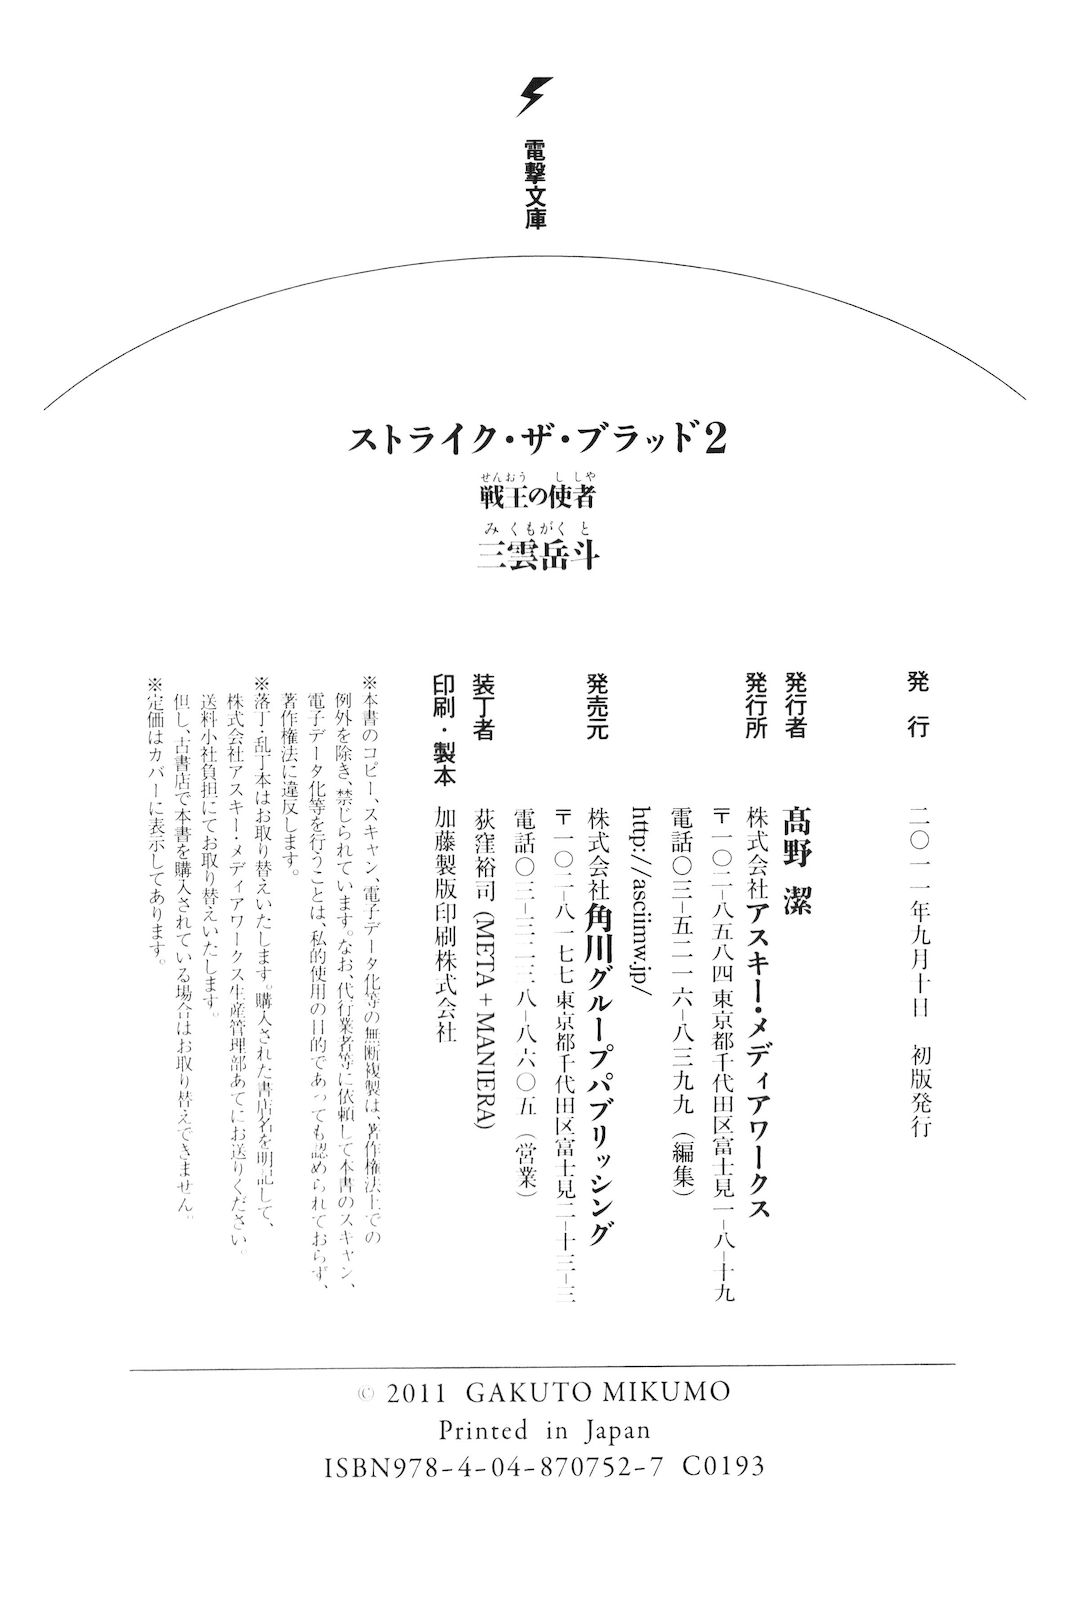 電撃文庫
ストライク・ザ・ブラッド2
せんおう ししや
戦王の使者
みくもがくと
三雲岳斗
発行 二〇一一年九月十日 初版発行
発行者 髙野 潔
発行所 株式会社アスキー・メディアワークス
〒一〇二-八五八四 東京都千代田区富士見一-八-十九
電話〇三-五二一六-八三九九（編集）
http://asciimw.jp/
発売元 株式会社角川グループパブリッシング
〒一〇二-八一七七 東京都千代田区富士見二-十三-三
電話〇三-三二三八-八六〇五（営業）
装丁者 荻窪裕司 (META + MANIERA)
印刷・製本 加藤製版印刷株式会社
※本書のコピー、スキャン、電子データ化等の無断複製は、著作権法上での
例外を除き、禁じられています。なお、代行業者等に依頼して本書のスキャン、
電子データ化等を行うことは、私的使用の目的であっても認められておらず、
著作権法に違反します。
※落丁・乱丁本はお取り替えいたします。購入された書店名を明記して、
株式会社アスキー・メディアワークス生産管理部あてにお送りください。
送料小社負担にてお取り替えいたします。
但し、古書店で本書を購入されている場合はお取り替えできません。
※定価はカバーに表示してあります。
© 2011 GAKUTO MIKUMO
Printed in Japan
ISBN978-4-04-870752-7 C0193